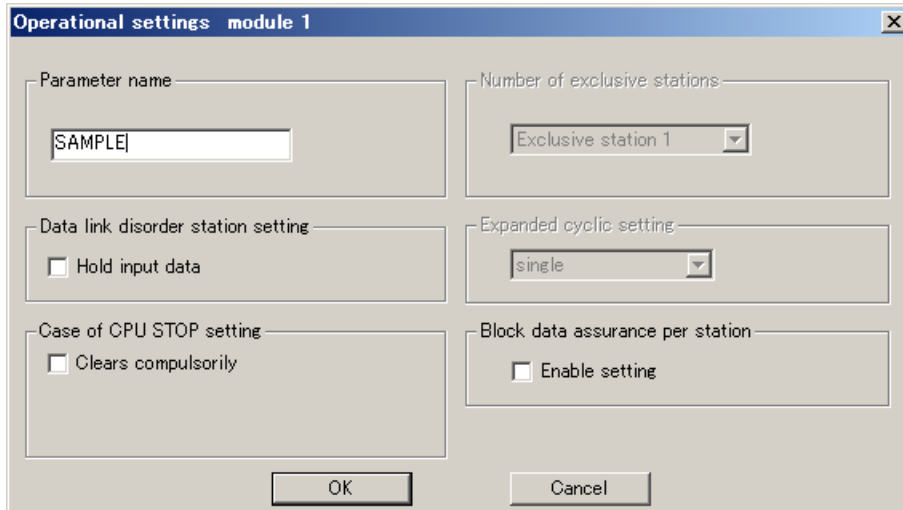 Operational settings module 1
Parameter name
SAMPLE
Data link disorder station setting
Hold input data
Case of CPU STOP setting
Clears compulsorily
Number of exclusive stations
Exclusive station 1
Expanded cyclic setting
single
Block data assurance per station
Enable setting
OK
Cancel